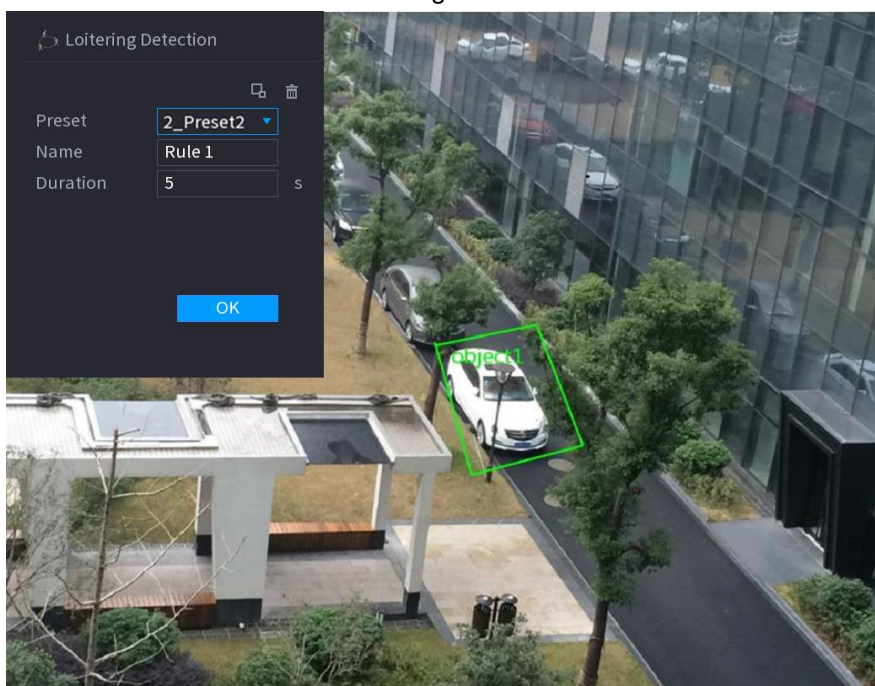 Loitering Detection
Preset 2_Preset2
Name Rule 1
Duration 5 s
OK
object1